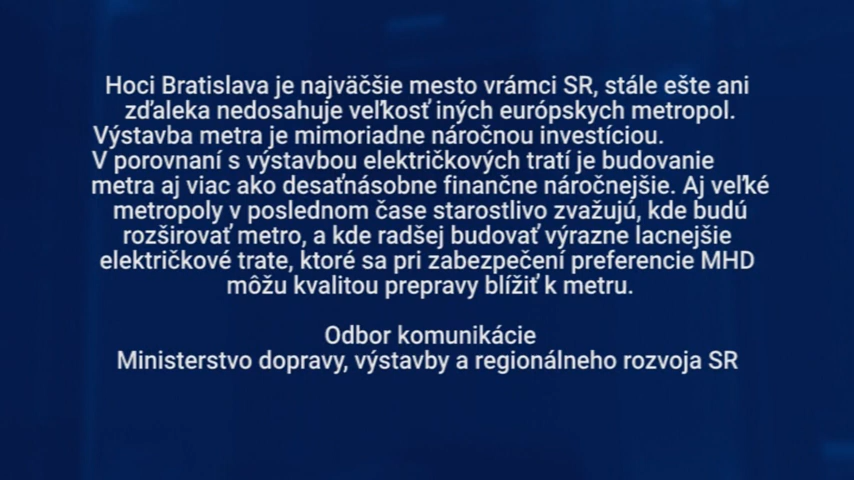 Hoci Bratislava je najväčšie mesto vrámci SR, stále ešte ani
zďaleka nedosahuje veľkosť iných európskych metropol.
Výstavba metra je mimoriadne náročnou investíciou.
V porovnaní s výstavbou električkových tratí je budovanie
metra aj viac ako desaťnásobne finančne náročnejšie. Aj veľké
metropoly v poslednom čase starostlivo zvažujú, kde budú
rozširovať metro, a kde radšej budovať výrazne lacnejšie
električkové trate, ktoré sa pri zabezpečení preferencie MHD
môžu kvalitou prepravy blížiť k metru.
Odbor komunikácie
Ministerstvo dopravy, výstavby a regionálneho rozvoja SR